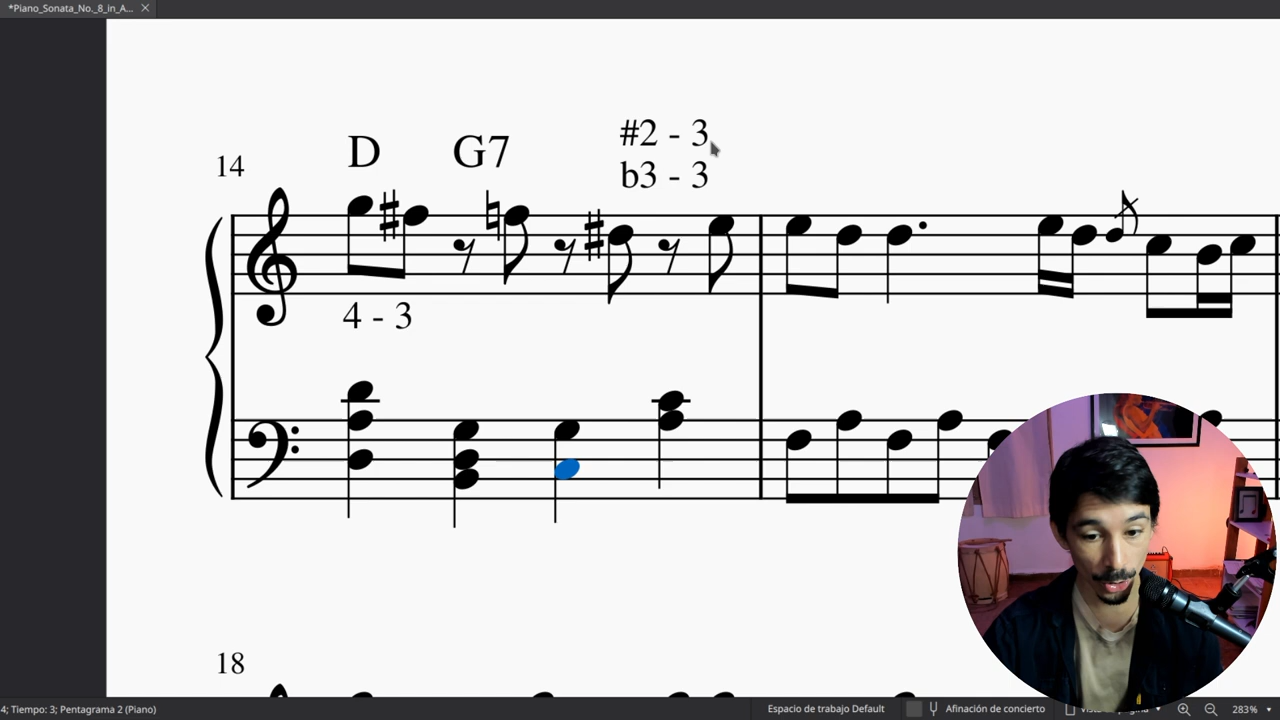 *Piano_Sonata_No._8_in_A...
#2 - 3
D G7
b3 - 3
14
4 - 3
18
4; Tiempo: 3; Pentagrama 2 (Piano) Espacio de trabajo Default Afinación de concierto 283%